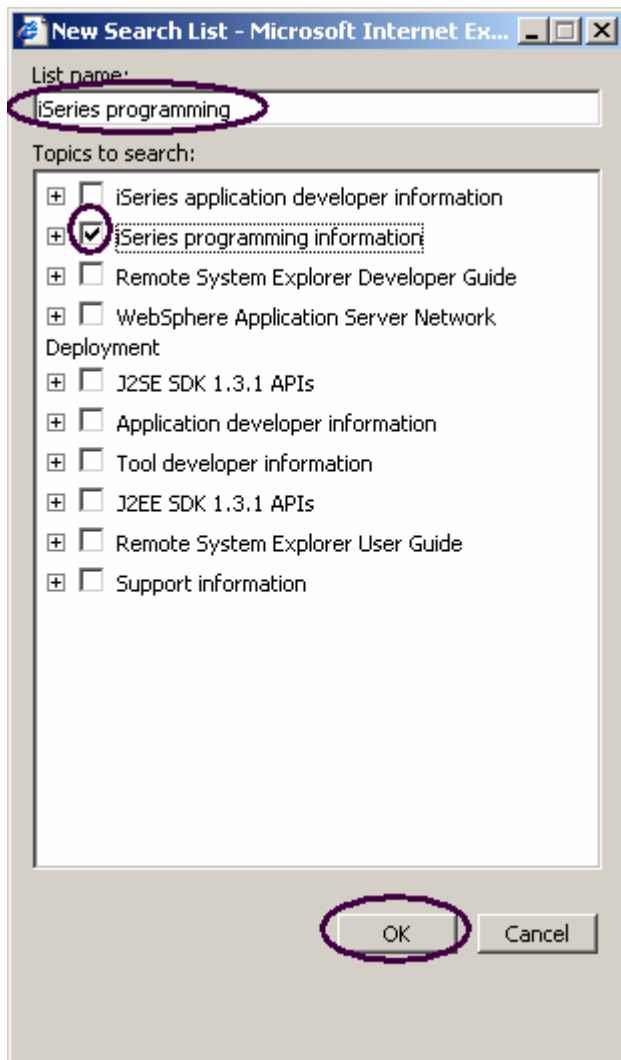 New Search List - Microsoft Internet Ex...
List name:
iSeries programming
Topics to search:
iSeries application developer information
iSeries programming information
Remote System Explorer Developer Guide
WebSphere Application Server Network
Deployment
J2SE SDK 1.3.1 APIs
Application developer information
Tool developer information
J2EE SDK 1.3.1 APIs
Remote System Explorer User Guide
Support information
OK Cancel